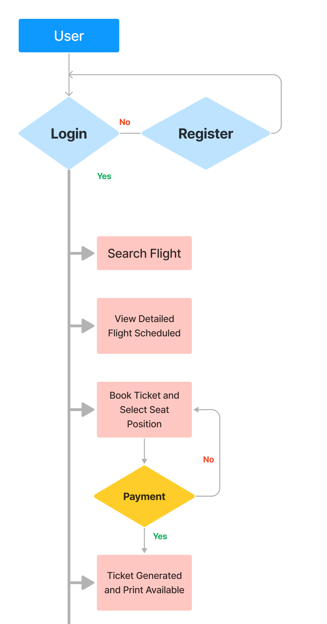 User
Login
No
Register
Yes
Search Flight
View Detailed
Flight Scheduled
Book Ticket and
Select Seat
Position
No
Payment
Yes
Ticket Generated
and Print Available